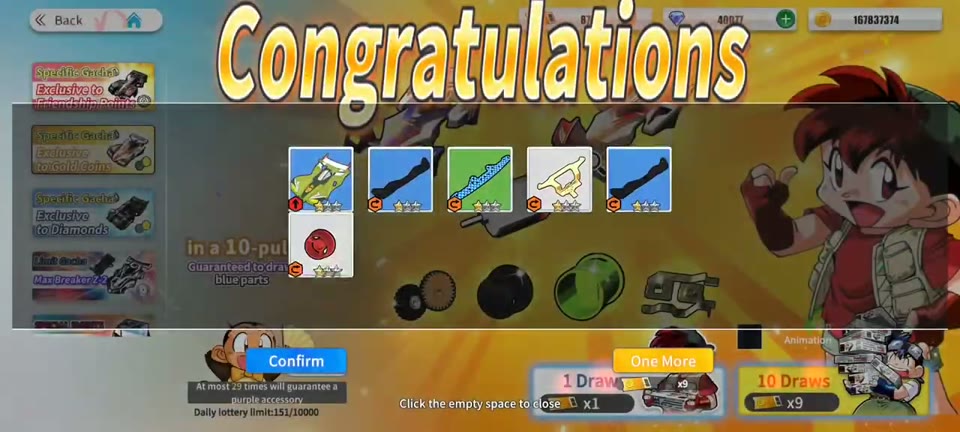 Congratulations
Back
40077
167837374
Specific Gacha!
Exclusive to
Friendship Points
Specific Gacha!
Exclusive
to Gold Coins
Specific Gacha!
Exclusive
to Diamonds
Limit Gacha
Max Breaker Z-2
in a 10-pul
Guaranteed to draw
blue parts
Confirm
One More
x9
Animation
At most 29 times will guarantee a
purple accessory
Daily lottery limit:151/10000
Click the empty space to close
1 Draw
x1
10 Draws
x9